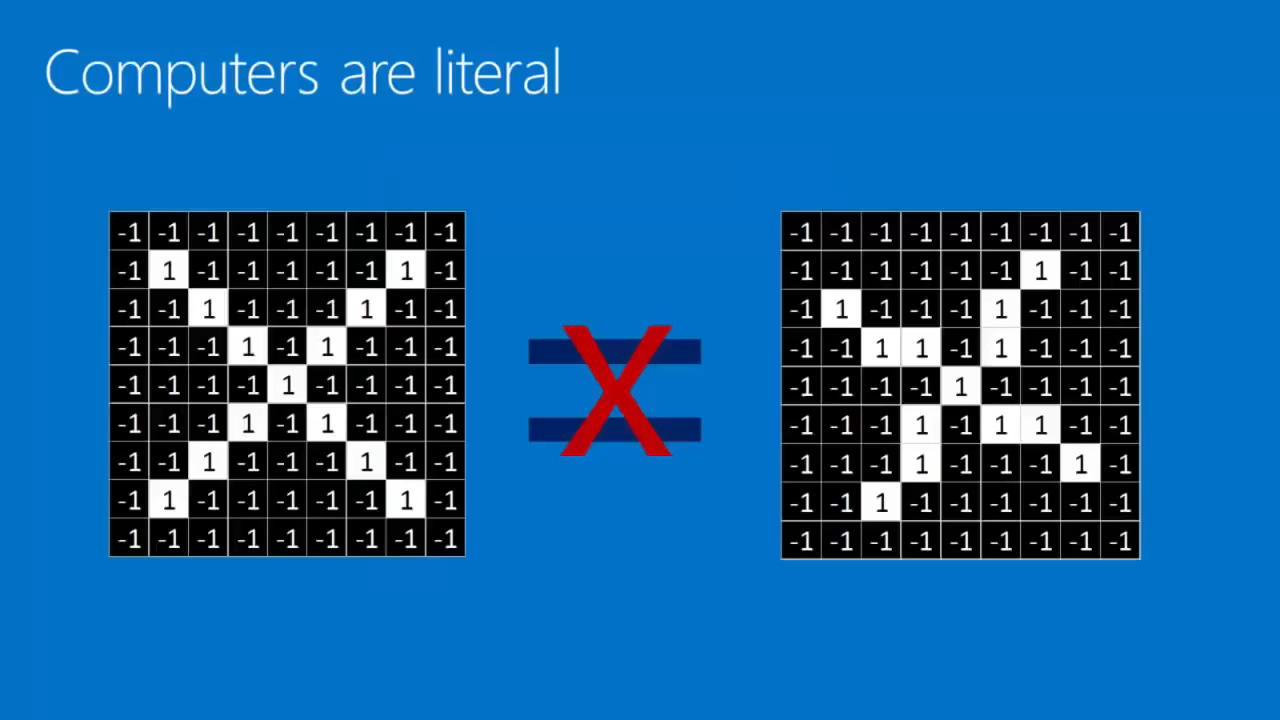 Computers are literal
-1 -1 -1 -1 -1 -1 -1 -1 -1
-1 1 -1 -1 -1 -1 -1 1 -1
-1 -1 1 -1 -1 -1 1 -1 -1
-1 -1 -1 1 -1 1 -1 -1 -1
-1 -1 -1 -1 1 -1 -1 -1 -1
-1 -1 -1 1 -1 1 -1 -1 -1
-1 -1 1 -1 -1 -1 1 -1 -1
-1 1 -1 -1 -1 -1 -1 1 -1
-1 -1 -1 -1 -1 -1 -1 -1 -1
X
-1 -1 -1 -1 -1 -1 -1 -1 -1
-1 -1 -1 -1 -1 -1 1 -1 -1
-1 1 -1 -1 -1 1 -1 -1 -1
-1 -1 1 1 -1 1 -1 -1 -1
-1 -1 -1 -1 1 -1 -1 -1 -1
-1 -1 -1 1 -1 1 1 -1 -1
-1 -1 -1 1 -1 -1 -1 1 -1
-1 -1 1 -1 -1 -1 -1 -1 -1
-1 -1 -1 -1 -1 -1 -1 -1 -1